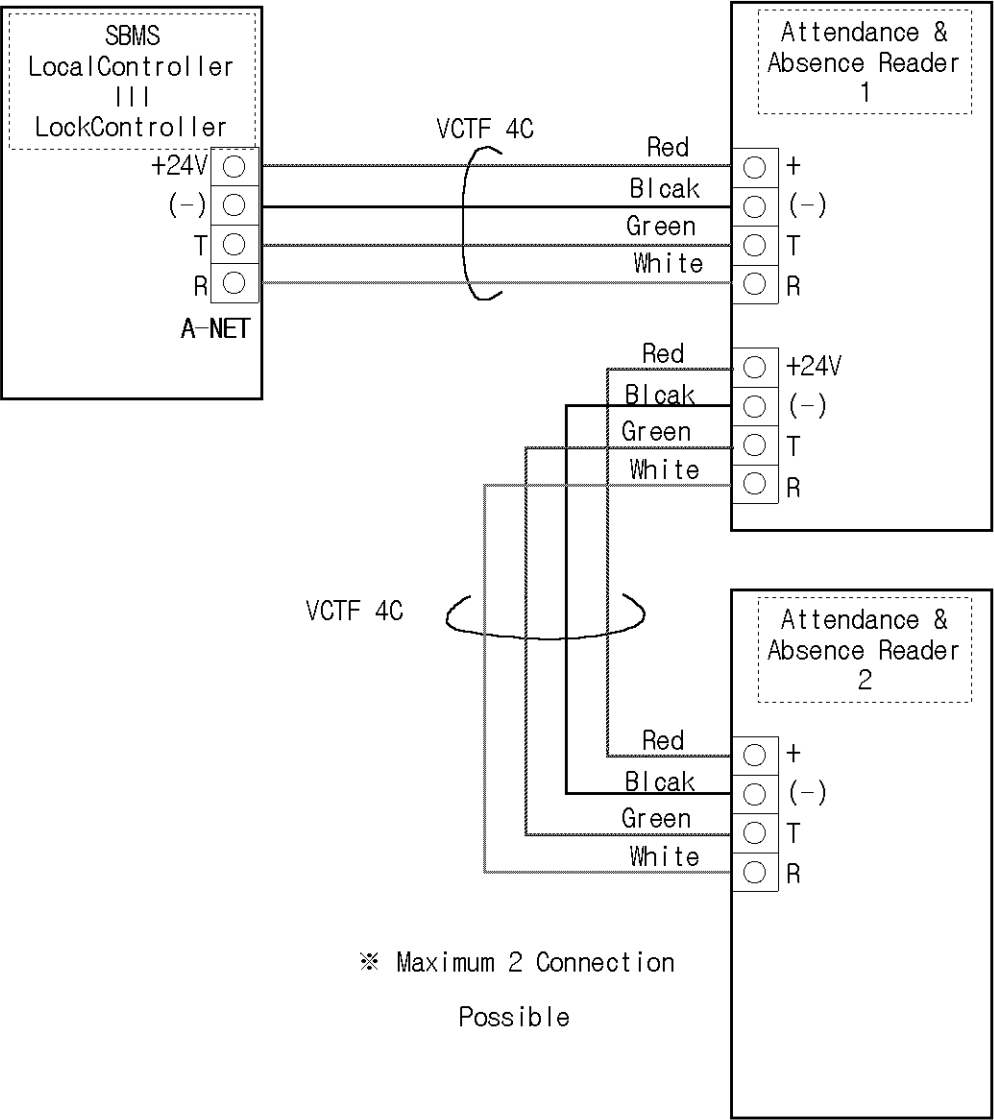 SBMS
LocalController
III
LockController
+24V
(-)
T
R
A-NET
VCTF 4C
Red
Blcak
Green
White
Attendance &
Absence Reader
1
+
(-)
T
R
Red
Blcak
Green
White
+24V
(-)
T
R
VCTF 4C
Attendance &
Absence Reader
2
Red
Blcak
Green
White
+
(-)
T
R
※ Maximum 2 Connection
Possible